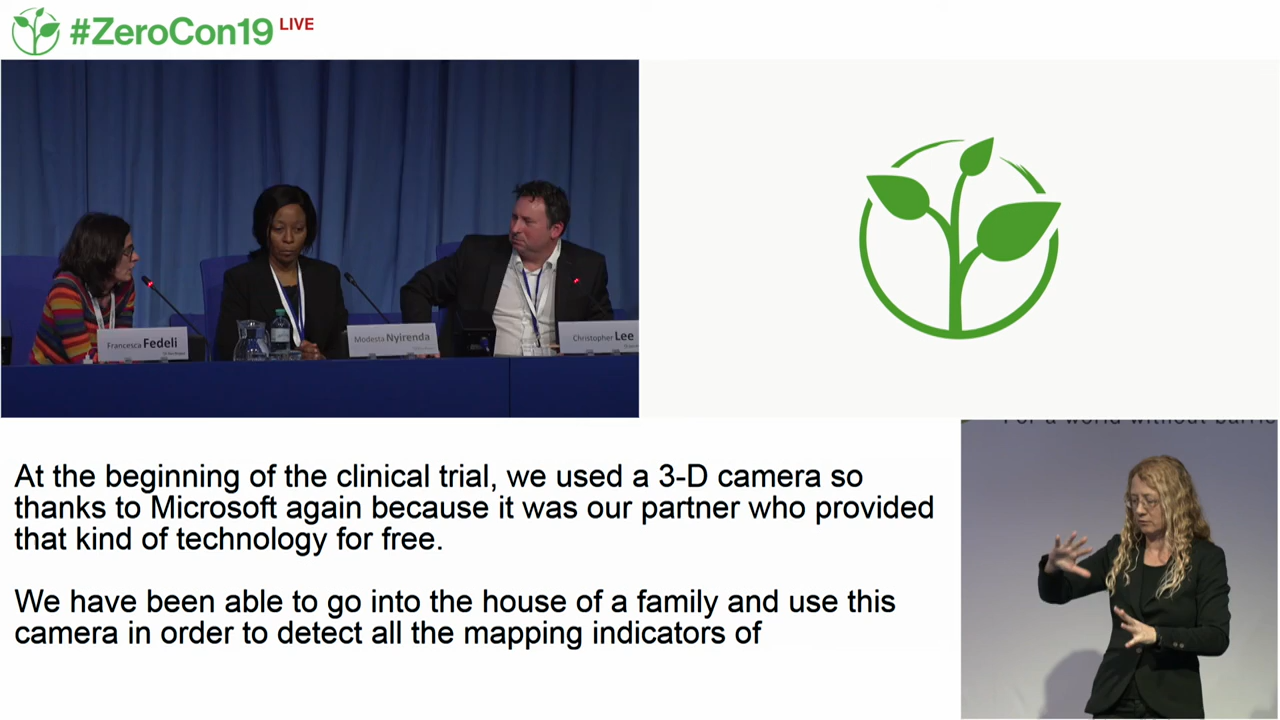 #ZeroCon19 LIVE
Francesca Fedeli
Modesta Nyirenda
Christopher Lee
At the beginning of the clinical trial, we used a 3-D camera so
thanks to Microsoft again because it was our partner who provided
that kind of technology for free.
We have been able to go into the house of a family and use this
camera in order to detect all the mapping indicators of